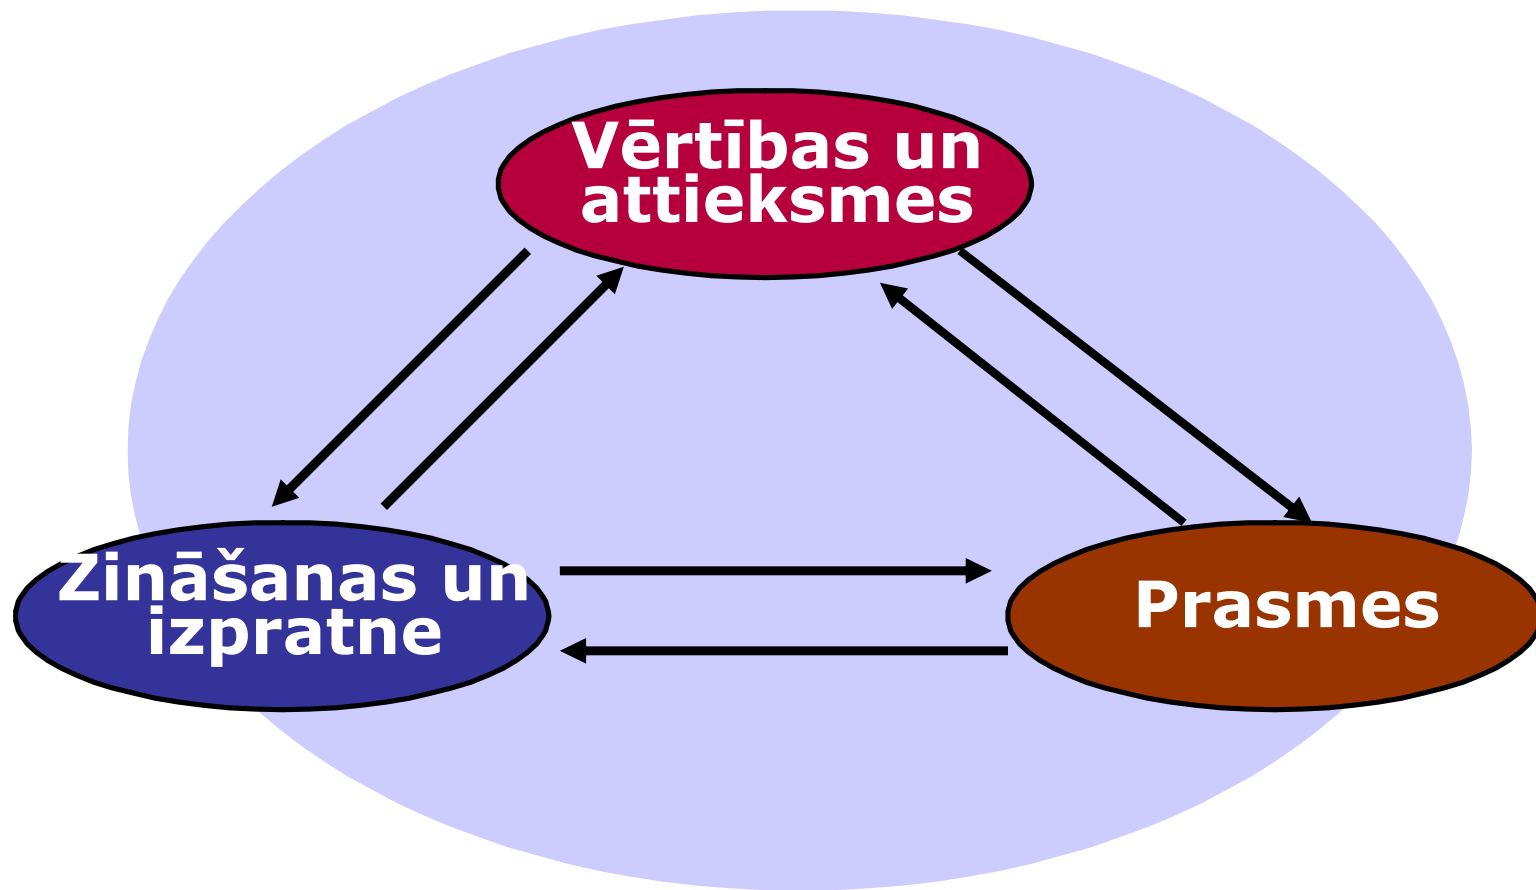 Vērtības un
attieksmes
Zināšanas un
izpratne
Prasmes